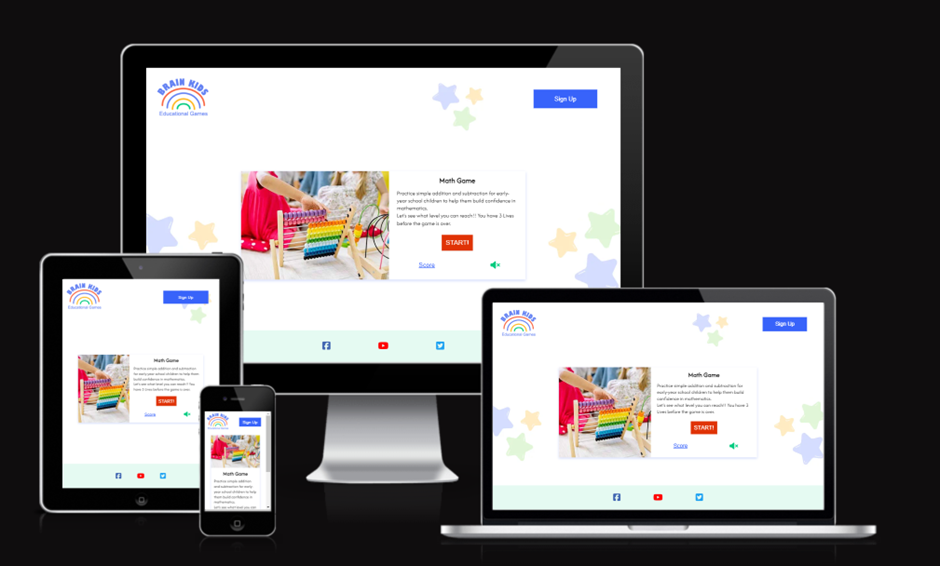 BRAIN KIDS
Educational Games
Sign Up
Math Game
Practice simple addition and subtraction for early-
year school children to help them build confidence in
mathematics.
Let's see what level you can reach!! You have 3 Lives
before the game is over.
START!
Score
BRAIN KIDS
Educational Games
Sign Up
Math Game
Practice simple addition and subtraction for
early-year school children to help them build
confidence in mathematics.
Let's see what level you can reach!! You have 3
Lives before the game is over.
START!
Score
BRAIN KIDS
Educational Games
Sign Up
Math Game
Practice simple addition and subtraction for
early-year school children to help them build
confidence in mathematics.
Let's see what level you can reach!! You have
3 Lives before the game is over.
START!
Score
BRAIN KIDS
Sign Up
Math Game
Practice simple addition
and subtraction for early-
year school children to help
them build confidence in
mathematics.
Let's see what level you can